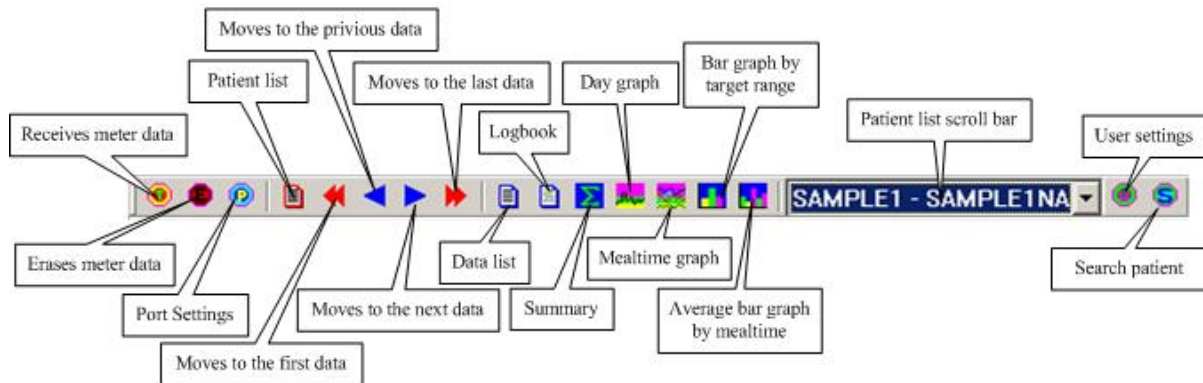 Moves to the privious data
Patient list
Moves to the last data
Day graph
Bar graph by
target range
Receives meter data
Logbook
Patient list scroll bar
User settings
T
E
P
Σ
SAMPLE1 - SAMPLE1NA
S
Erases meter data
Port Settings
Moves to the first data
Moves to the next data
Data list
Summary
Mealtime graph
Average bar graph
by mealtime
Search patient